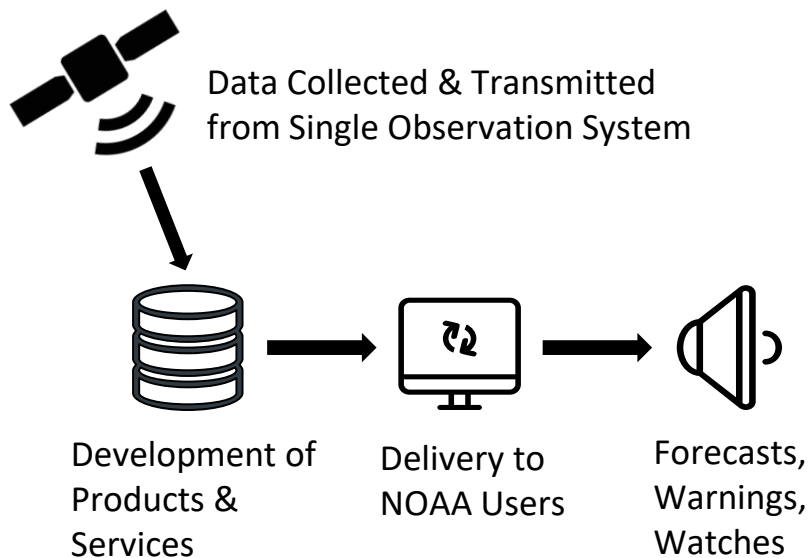 Data Collected & Transmitted
from Single Observation System
Development of
Products &
Services
Delivery to
NOAA Users
Forecasts,
Warnings,
Watches